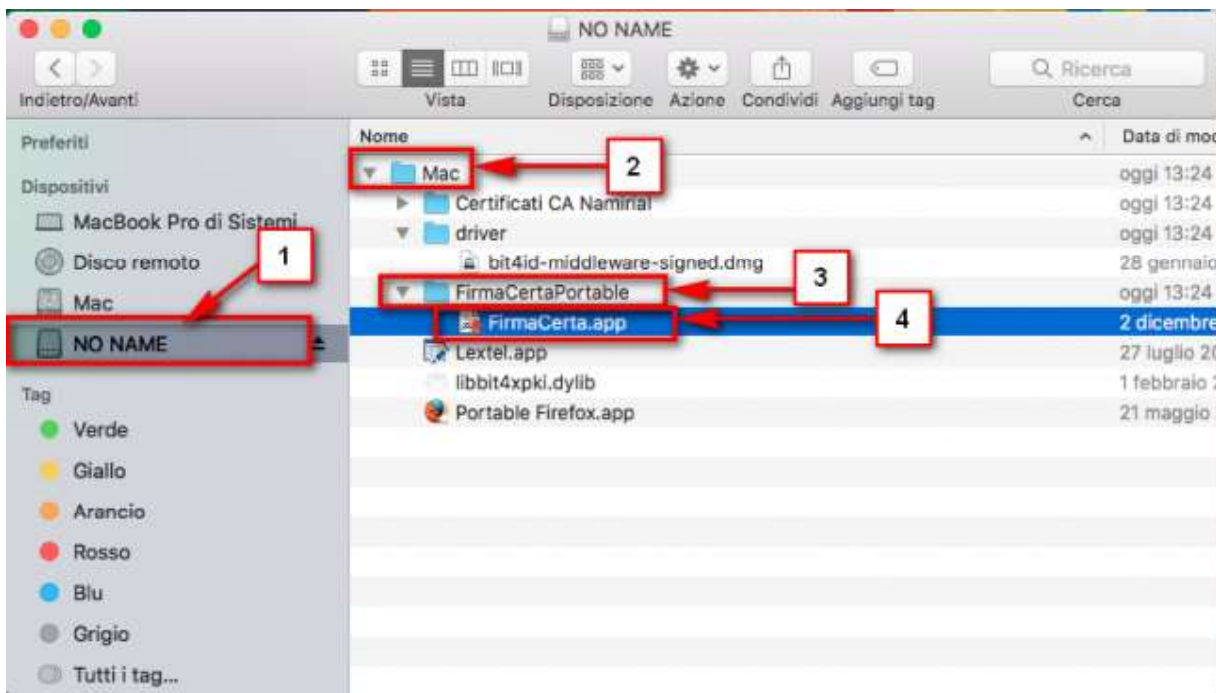 NO NAME
Ricerca
Indietro/Avanti Vista Disposizione Azione Condividi Aggiungi tag Cerca
Preferiti
Dispositivi
MacBook Pro di Sistemi
Disco remoto
Mac
NO NAME
Tag
Verde
Giallo
Arancio
Rosso
Blu
Grigio
Tutti i tag...
1
Nome Data di mod
Mac oggi 13:24
2
Certificati CA Namirial oggi 13:24
driver oggi 13:24
bit4id-middleware-signed.dmg 28 gennaio
3
FirmaCertaPortable oggi 13:24
FirmaCerta.app 2 dicembre
4
Lextel.app 27 luglio 20
libbit4xpki.dylib 1 febbraio
Portable Firefox.app 21 maggio